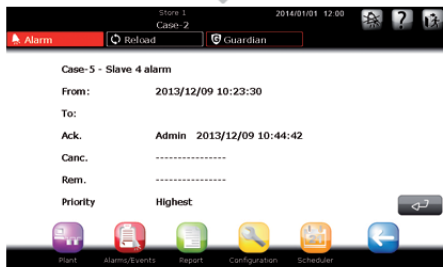 Store 1
2014/01/01 12:00
Case-2
Alarm
Reload
Guardian
Case-5 - Slave 4 alarm
From: 2013/12/09 10:23:30
To:
Ack. Admin 2013/12/09 10:44:42
Canc. ----------------
Rem. ----------------
Priority Highest
Plant Alarms/Events Report Configuration Scheduler